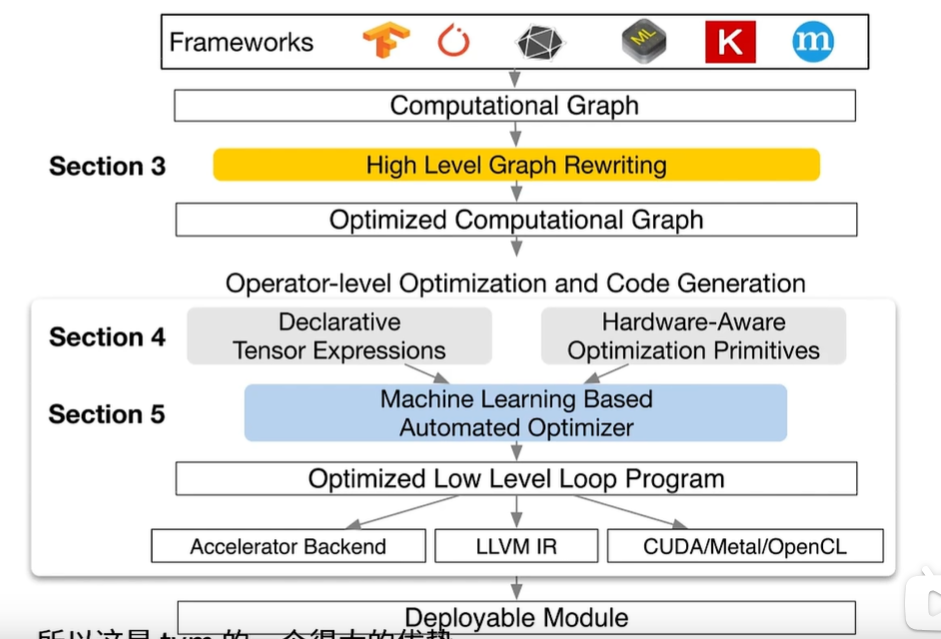 Frameworks
ML
K
m
Computational Graph
Section 3
High Level Graph Rewriting
Optimized Computational Graph
Operator-level Optimization and Code Generation
Section 4
Declarative
Tensor Expressions
Hardware-Aware
Optimization Primitives
Section 5
Machine Learning Based
Automated Optimizer
Optimized Low Level Loop Program
Accelerator Backend
LLVM IR
CUDA/Metal/OpenCL
Deployable Module
所以这是 tvm 的一个很大的优势